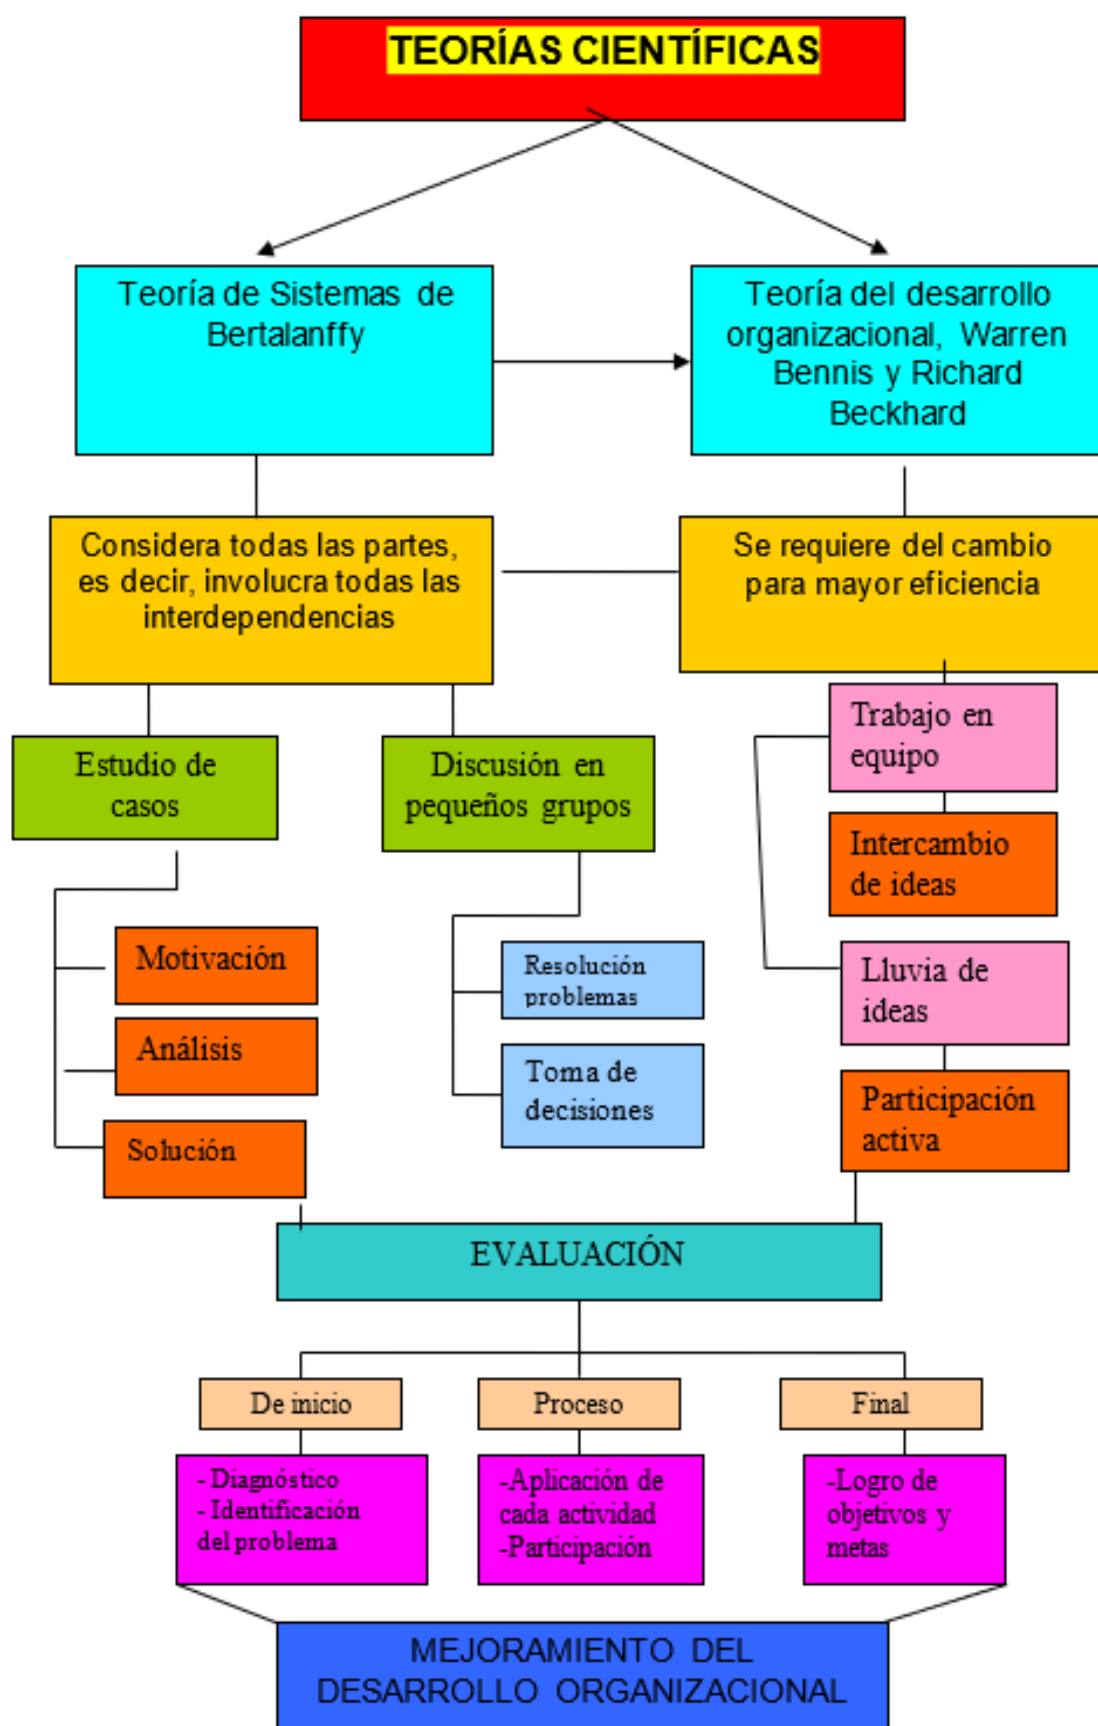 TEORÍAS CIENTÍFICAS
Teoría de Sistemas de
Bertalanffy
Teoría del desarrollo
organizacional, Warren
Bennis y Richard
Beckhard
Considera todas las partes,
es decir, involucra todas las
interdependencias
Se requiere del cambio
para mayor eficiencia
Estudio de
casos
Discusión en
pequeños grupos
Trabajo en
equipo
Intercambio
de ideas
Motivación
Análisis
Solución
Resolución
problemas
Toma de
decisiones
Lluvia de
ideas
Participación
activa
EVALUACIÓN
De inicio
Proceso
Final
- Diagnóstico
- Identificación
del problema
-Aplicación de
cada actividad
-Participación
-Logro de
objetivos y
metas
MEJORAMIENTO DEL
DESARROLLO ORGANIZACIONAL